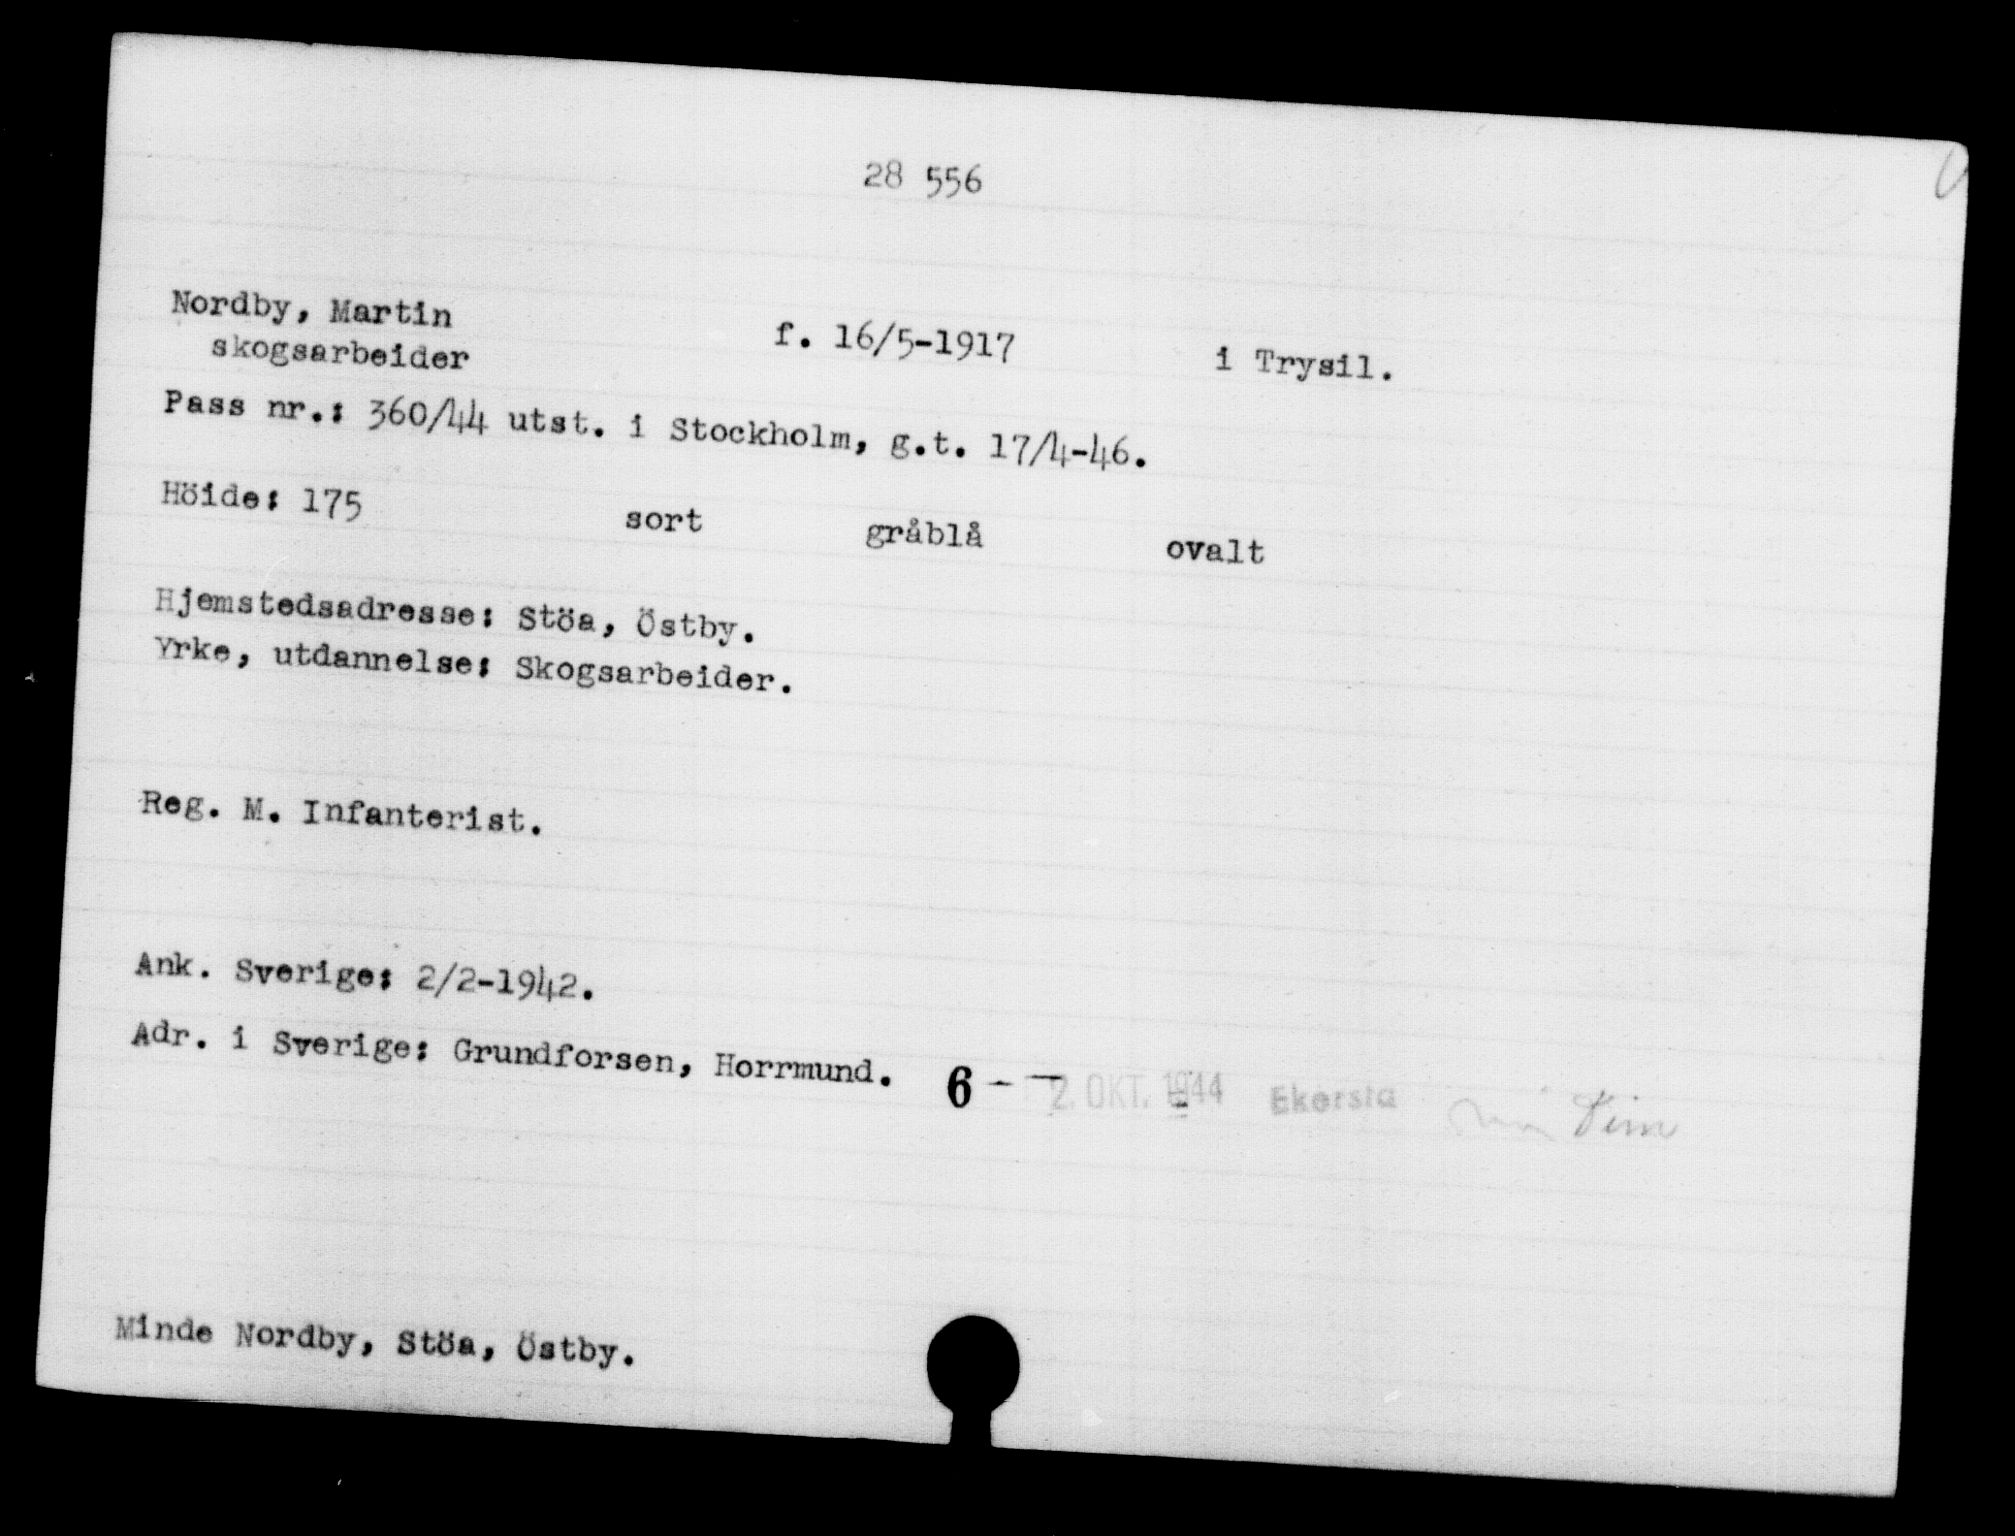 28 556
Nordby, Martin f. 16/5-1917 i Trysil.
skogsarbeider
Pass nr.: 360/44 utst. i Stockholm, g.t. 17/4-46.
Höide: 175 sort gråblå ovalt
Hjemstedsadresse: Stöa, Östby.
Yrke, utdannelse: Skogsarbeider.
Reg. M. Infanterist.
Ank. Sverige: 2/2-1942.
Adr. i Sverige: Grundforsen, Horrmund. 6 - 2. OKT. 1944 Ekersta
Minde Nordby, Stöa, Östby.